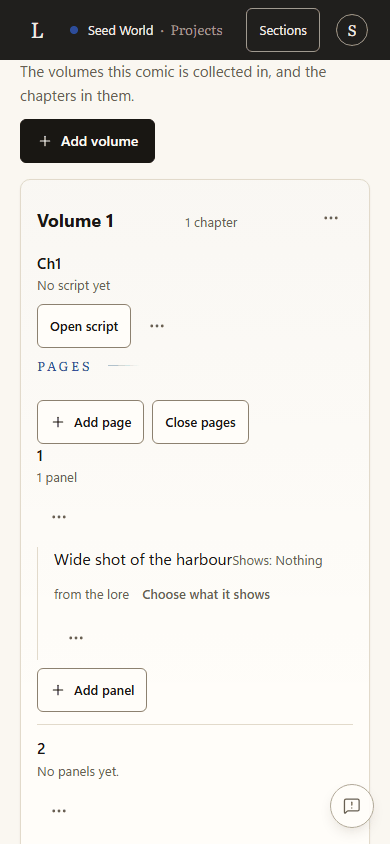 L Seed World · Projects Sections S
The volumes this comic is collected in, and the
chapters in them.
+ Add volume
Volume 1 1 chapter ...
Ch1
No script yet
Open script ...
PAGES
+ Add page Close pages
1
1 panel
...
Wide shot of the harbourShows: Nothing
from the lore Choose what it shows
...
+ Add panel
2
No panels yet.
...